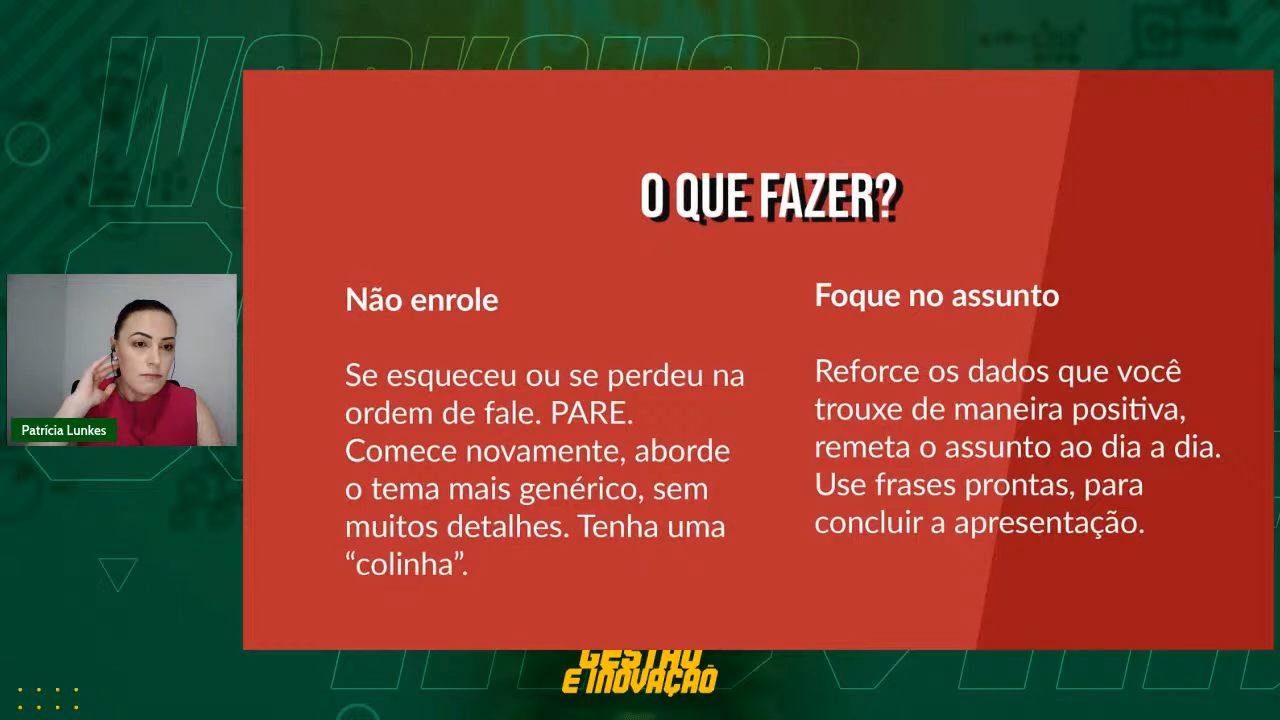 WORKSHOP
O QUE FAZER?
Não enrole
Se esqueceu ou se perdeu na
ordem de fale. PARE.
Comece novamente, aborde
o tema mais genérico, sem
muitos detalhes. Tenha uma
“colinha”.
Foque no assunto
Reforce os dados que você
trouxe de maneira positiva,
remeta o assunto ao dia a dia.
Use frases prontas, para
concluir a apresentação.
Patrícia Lunkes
GESTÃO
E INOVAÇÃO